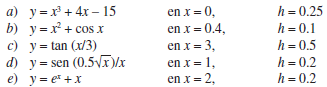 a) y = x³ + 4x – 15 en x = 0, h = 0.25
b) y = x² + cos x en x = 0.4, h = 0.1
c) y = tan (x/3) en x = 3, h = 0.5
d) y = sen (0.5√x)/x en x = 1, h = 0.2
e) y = eˣ + x en x = 2, h = 0.2